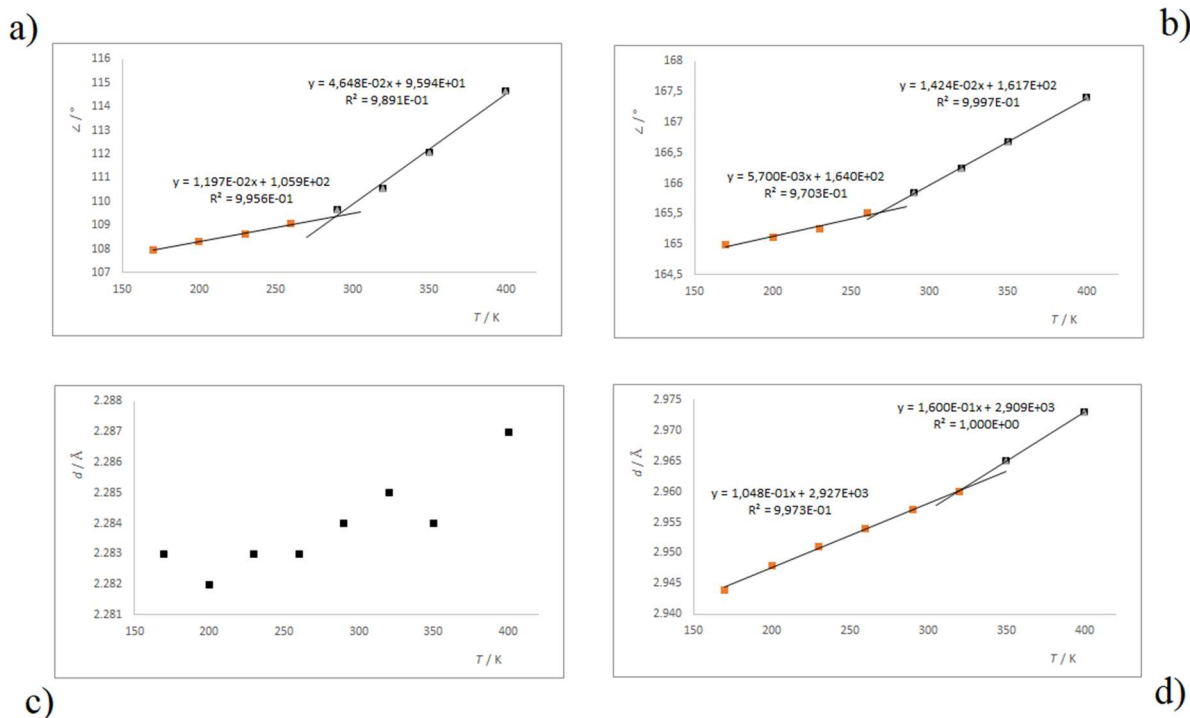 a)
b)
116
115
114
113
112
111
110
109
108
107
∠ / °
y = 4,648E-02x + 9,594E+01
R² = 9,891E-01
y = 1,197E-02x + 1,059E+02
R² = 9,956E-01
150 200 250 300 350 400
T / K
168
167,5
167
166,5
166
165,5
165
164,5
∠ / °
y = 1,424E-02x + 1,617E+02
R² = 9,997E-01
y = 5,700E-03x + 1,640E+02
R² = 9,703E-01
150 200 250 300 350 400
T / K
2.288
2.287
2.286
2.285
2.284
2.283
2.282
2.281
d / Å
150 200 250 300 350 400
T / K
2.975
2.970
2.965
2.960
2.955
2.950
2.945
2.940
d / Å
y = 1,600E-01x + 2,909E+03
R² = 1,000E+00
y = 1,048E-01x + 2,927E+03
R² = 9,973E-01
150 200 250 300 350 400
T / K
c)
d)